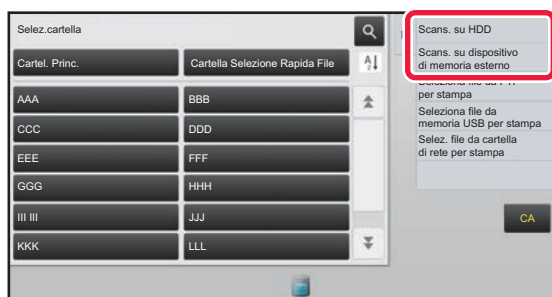 Selez.cartella
Cartel. Princ.
Cartella Selezione Rapida File
AAA
BBB
CCC
DDD
EEE
FFF
GGG
HHH
III III
JJJ
KKK
LLL
Scans. su HDD
Scans. su dispositivo
di memoria esterno
per stampa
Seleziona file da
memoria USB per stampa
Selez. file da cartella
di rete per stampa
CA